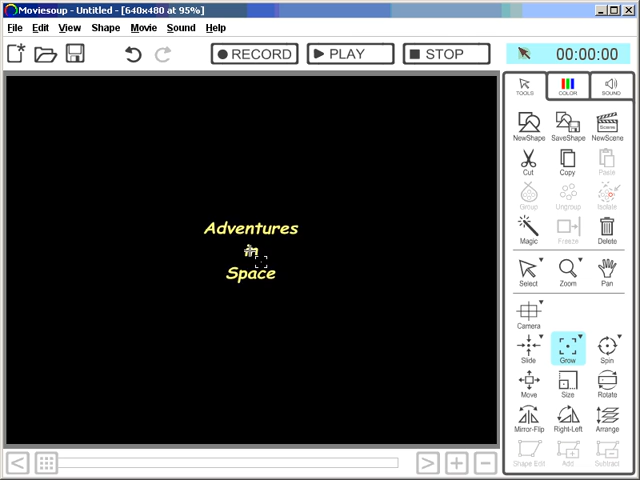 Moviesoup - Untitled - [640x480 at 95%]
File Edit View Shape Movie Sound Help
RECORD PLAY STOP 00:00:00
TOOLS COLOR SOUND
NewShape SaveShape NewScene
Cut Copy Paste
Group Ungroup Isolate
Magic Freeze Delete
Select Zoom Pan
Camera
Slide Grow Spin
Move Size Rotate
Mirror-Flip Right-Left Arrange
Shape Edit Add Subtract
Adventures
in
Space